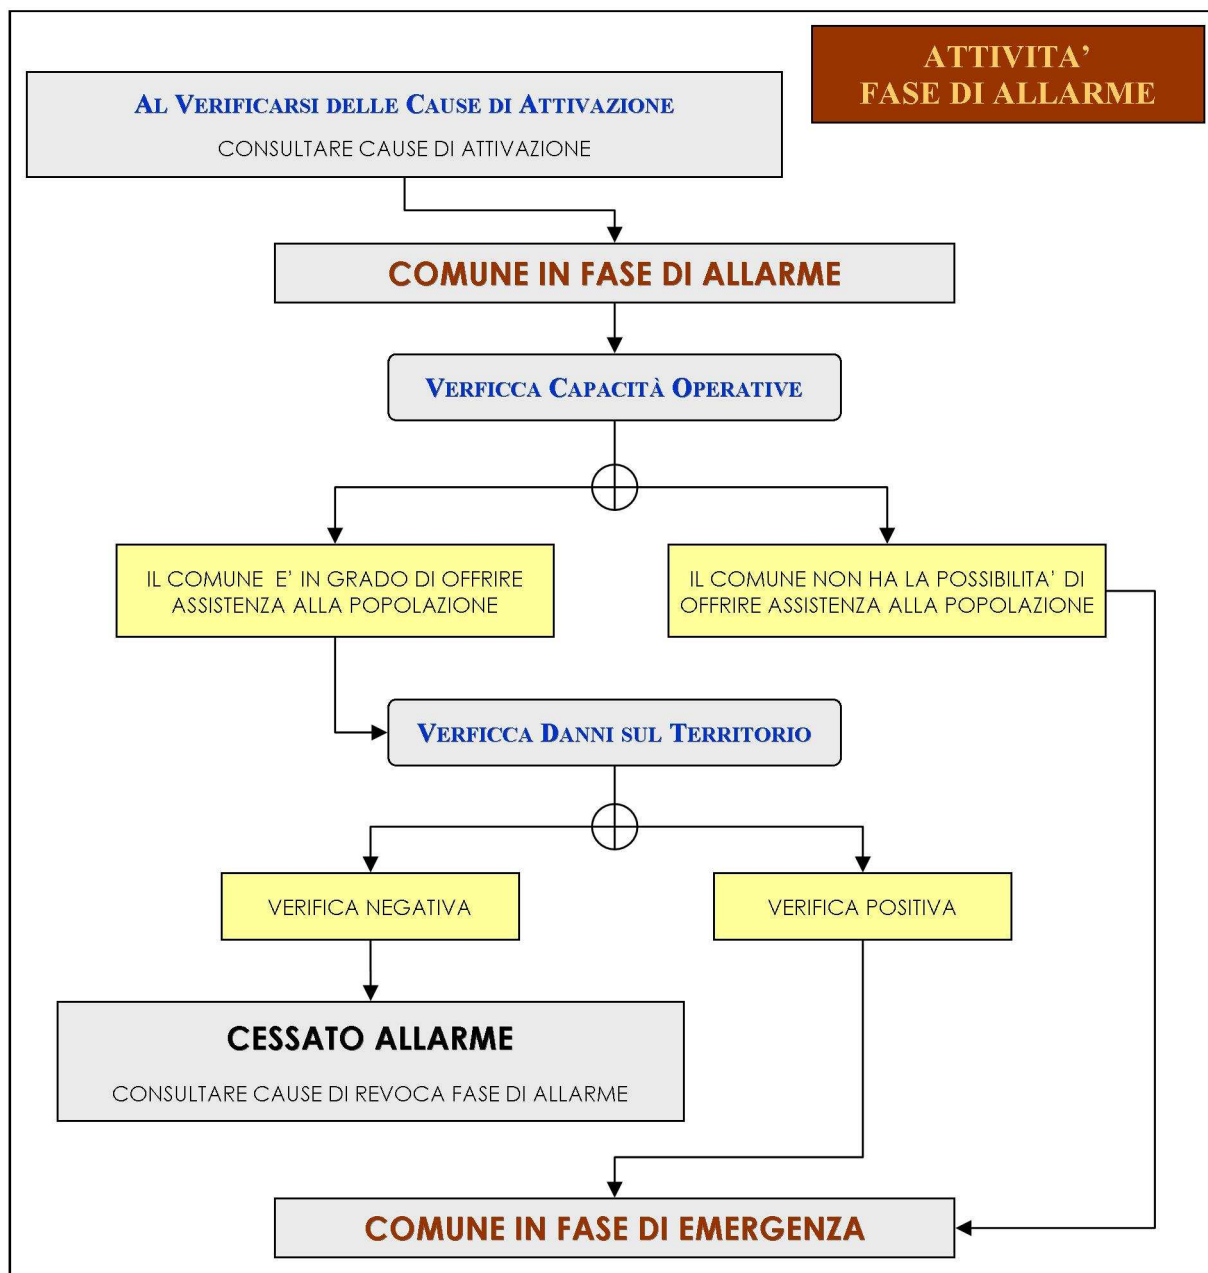 ATTIVITA’
FASE DI ALLARME
AL VERIFICARSI DELLE CAUSE DI ATTIVAZIONE
CONSULTARE CAUSE DI ATTIVAZIONE
COMUNE IN FASE DI ALLARME
VERFICCA CAPACITÀ OPERATIVE
IL COMUNE E’ IN GRADO DI OFFRIRE
ASSISTENZA ALLA POPOLAZIONE
IL COMUNE NON HA LA POSSIBILITA’ DI
OFFRIRE ASSISTENZA ALLA POPOLAZIONE
VERFICCA DANNI SUL TERRITORIO
VERIFICA NEGATIVA
VERIFICA POSITIVA
CESSATO ALLARME
CONSULTARE CAUSE DI REVOCA FASE DI ALLARME
COMUNE IN FASE DI EMERGENZA